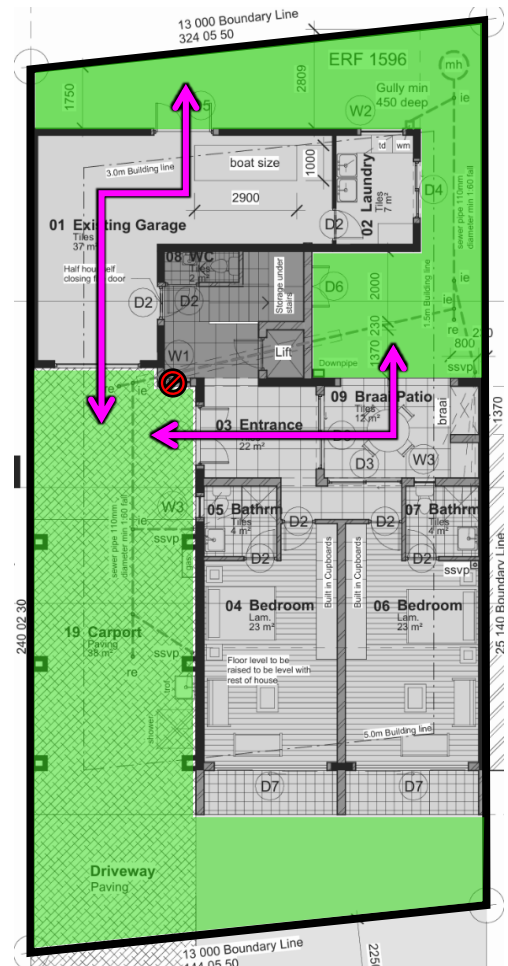 13 000 Boundary Line
324 05 50
ERF 1596
mh
1750
2809
Gully min
450 deep
ie
W2
3.0m Building line
boat size
1000
td
wm
02 Laundry
Tiles
7 m²
D4
2900
sewer pipe 110mm
diameter min 1:60 fall
01 Existing Garage
Tiles
37 m²
D2
08 WC
Tiles
Half hour self
closing fire door
Storage under
stairs
D6
2000
1.5m Building line
ie
D2
D2
ie
1370
230
re
800
W1
Lift
Downpipe
ssvp
re
ie
09 Braai Patio
Tiles
12 m²
braai
1370
03 Entrance
22 m²
D3
W3
W3
05 Bathrm
Tiles
4 m²
D2
D2
07 Bathrm
Tiles
4 m²
sewer pipe 110mm
diameter min 1:60 fall
ie
ssvp
gas
D2
D2
ssvp
Built in Cupboards
Built in Cupboards
240 02 30
25 140 Boundary Line
04 Bedroom
Lam.
23 m²
06 Bedroom
Lam.
23 m²
19 Carport
Paving
38 m²
ssvp
re
Floor level to be
raised to be level with
rest of house
shower
5.0m Building line
D7
D7
Driveway
Paving
13 000 Boundary Line
2250